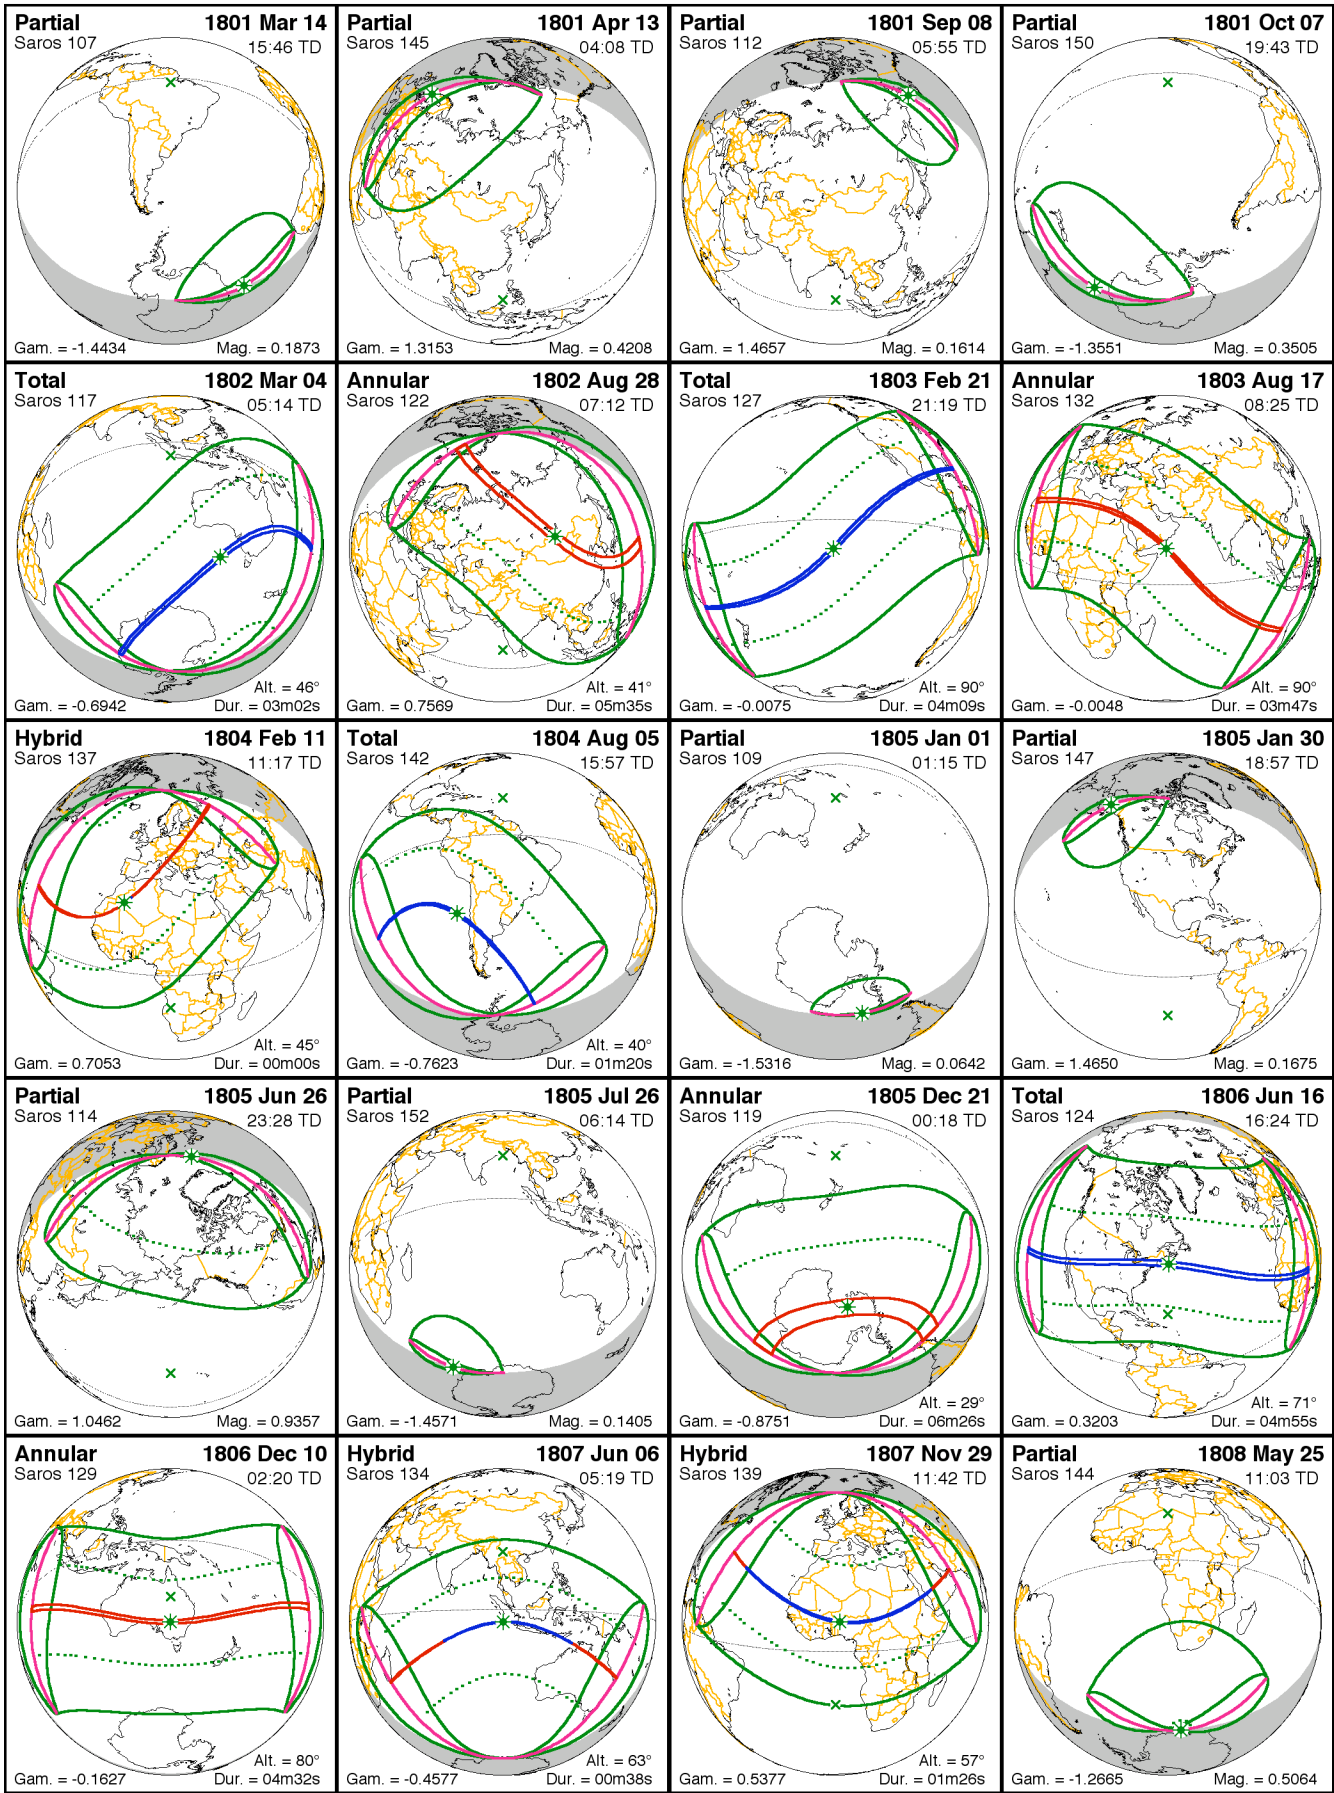 Partial 1801 Mar 14
Saros 107 15:46 TD
Gam. = -1.4434 Mag. = 0.1873
Partial 1801 Apr 13
Saros 145 04:08 TD
Gam. = 1.3153 Mag. = 0.4208
Partial 1801 Sep 08
Saros 112 05:55 TD
Gam. = 1.4657 Mag. = 0.1614
Partial 1801 Oct 07
Saros 150 19:43 TD
Gam. = -1.3551 Mag. = 0.3505
Total 1802 Mar 04
Saros 117 05:14 TD
Alt. = 46°
Gam. = -0.6942 Dur. = 03m02s
Annular 1802 Aug 28
Saros 122 07:12 TD
Alt. = 41°
Gam. = 0.7569 Dur. = 05m35s
Total 1803 Feb 21
Saros 127 21:19 TD
Alt. = 90°
Gam. = -0.0075 Dur. = 04m09s
Annular 1803 Aug 17
Saros 132 08:25 TD
Alt. = 90°
Gam. = -0.0048 Dur. = 03m47s
Hybrid 1804 Feb 11
Saros 137 11:17 TD
Alt. = 45°
Gam. = 0.7053 Dur. = 00m00s
Total 1804 Aug 05
Saros 142 15:57 TD
Alt. = 40°
Gam. = -0.7623 Dur. = 01m20s
Partial 1805 Jan 01
Saros 109 01:15 TD
Gam. = -1.5316 Mag. = 0.0642
Partial 1805 Jan 30
Saros 147 18:57 TD
Gam. = 1.4650 Mag. = 0.1675
Partial 1805 Jun 26
Saros 114 23:28 TD
Gam. = 1.0462 Mag. = 0.9357
Partial 1805 Jul 26
Saros 152 06:14 TD
Gam. = -1.4571 Mag. = 0.1405
Annular 1805 Dec 21
Saros 119 00:18 TD
Alt. = 29°
Gam. = -0.8751 Dur. = 06m26s
Total 1806 Jun 16
Saros 124 16:24 TD
Alt. = 71°
Gam. = 0.3203 Dur. = 04m55s
Annular 1806 Dec 10
Saros 129 02:20 TD
Alt. = 80°
Gam. = -0.1627 Dur. = 04m32s
Hybrid 1807 Jun 06
Saros 134 05:19 TD
Alt. = 63°
Gam. = -0.4577 Dur. = 00m38s
Hybrid 1807 Nov 29
Saros 139 11:42 TD
Alt. = 57°
Gam. = 0.5377 Dur. = 01m26s
Partial 1808 May 25
Saros 144 11:03 TD
Gam. = -1.2665 Mag. = 0.5064